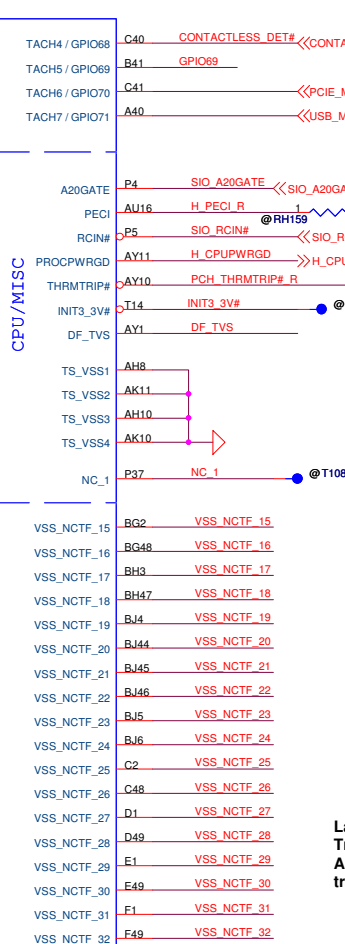 TACH4 / GPIO68 C40 CONTACTLESS_DET#
TACH5 / GPIO69 B41 GPIO69
TACH6 / GPIO70 C41
TACH7 / GPIO71 A40
A20GATE P4 SIO_A20GATE
PECI AU16 H_PECI_R @RH159 1
RCIN# P5 SIO_RCIN#
PROCPWRGD AY11 H_CPUPWRGD
THRMTRIP# AY10 PCH_THRMTRIP#_R
INIT3_3V# T14 INIT3_3V# @
DF_TVS AY1 DF_TVS
CPU/MISC
TS_VSS1 AH8
TS_VSS2 AK11
TS_VSS3 AH10
TS_VSS4 AK10
NC_1 P37 NC_1 @T108
VSS_NCTF_15 BG2 VSS_NCTF_15
VSS_NCTF_16 BG48 VSS_NCTF_16
VSS_NCTF_17 BH3 VSS_NCTF_17
VSS_NCTF_18 BH47 VSS_NCTF_18
VSS_NCTF_19 BJ4 VSS_NCTF_19
VSS_NCTF_20 BJ44 VSS_NCTF_20
VSS_NCTF_21 BJ45 VSS_NCTF_21
VSS_NCTF_22 BJ46 VSS_NCTF_22
VSS_NCTF_23 BJ5 VSS_NCTF_23
VSS_NCTF_24 BJ6 VSS_NCTF_24
VSS_NCTF_25 C2 VSS_NCTF_25
VSS_NCTF_26 C48 VSS_NCTF_26
VSS_NCTF_27 D1 VSS_NCTF_27
VSS_NCTF_28 D49 VSS_NCTF_28
VSS_NCTF_29 E1 VSS_NCTF_29
VSS_NCTF_30 E49 VSS_NCTF_30
VSS_NCTF_31 F1 VSS_NCTF_31
VSS_NCTF_32 F49 VSS_NCTF_32